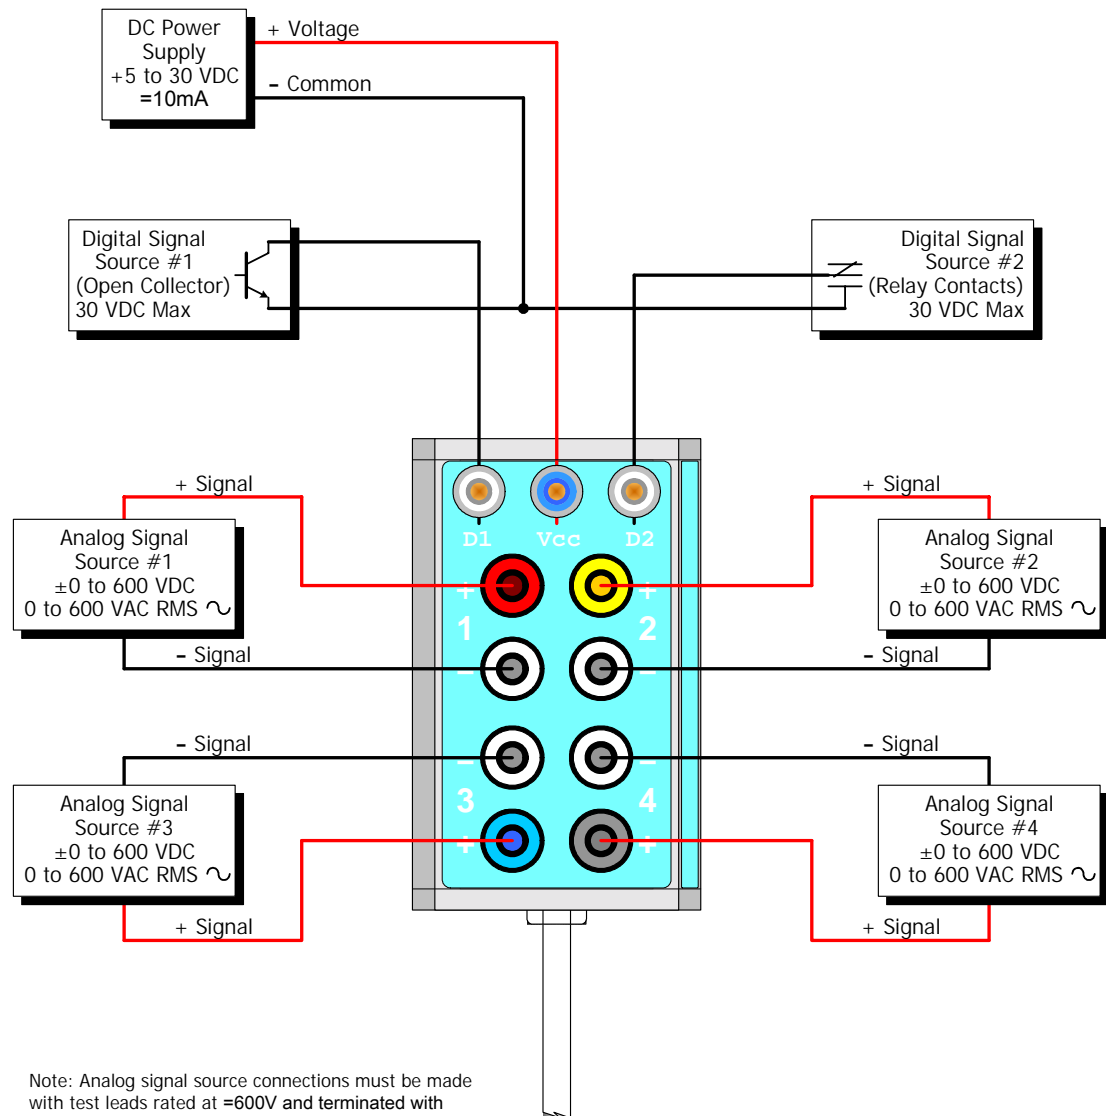 DC Power
Supply
+5 to 30 VDC
=10mA
+ Voltage
- Common
Digital Signal
Source #1
(Open Collector)
30 VDC Max
Digital Signal
Source #2
(Relay Contacts)
30 VDC Max
D1 Vcc D2
+ Signal
Analog Signal
Source #1
±0 to 600 VDC
0 to 600 VAC RMS
- Signal
+ Signal
Analog Signal
Source #2
±0 to 600 VDC
0 to 600 VAC RMS
- Signal
+ +
1 2
- -
- -
3 4
+ +
- Signal
Analog Signal
Source #3
±0 to 600 VDC
0 to 600 VAC RMS
+ Signal
- Signal
Analog Signal
Source #4
±0 to 600 VDC
0 to 600 VAC RMS
+ Signal
Note: Analog signal source connections must be made
with test leads rated at =600V and terminated with